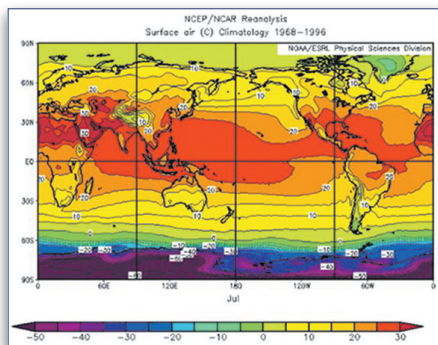 NCEP/NCAR Reanalysis
Surface air (C) Climatology 1968-1996
NOAA/ESRL Physical Sciences Division
90N
60N
30N
EQ
30S
60S
90S
0
60E
120E
180
120W
60W
0
Jul
-50 -40 -30 -20 -10 0 10 20 30